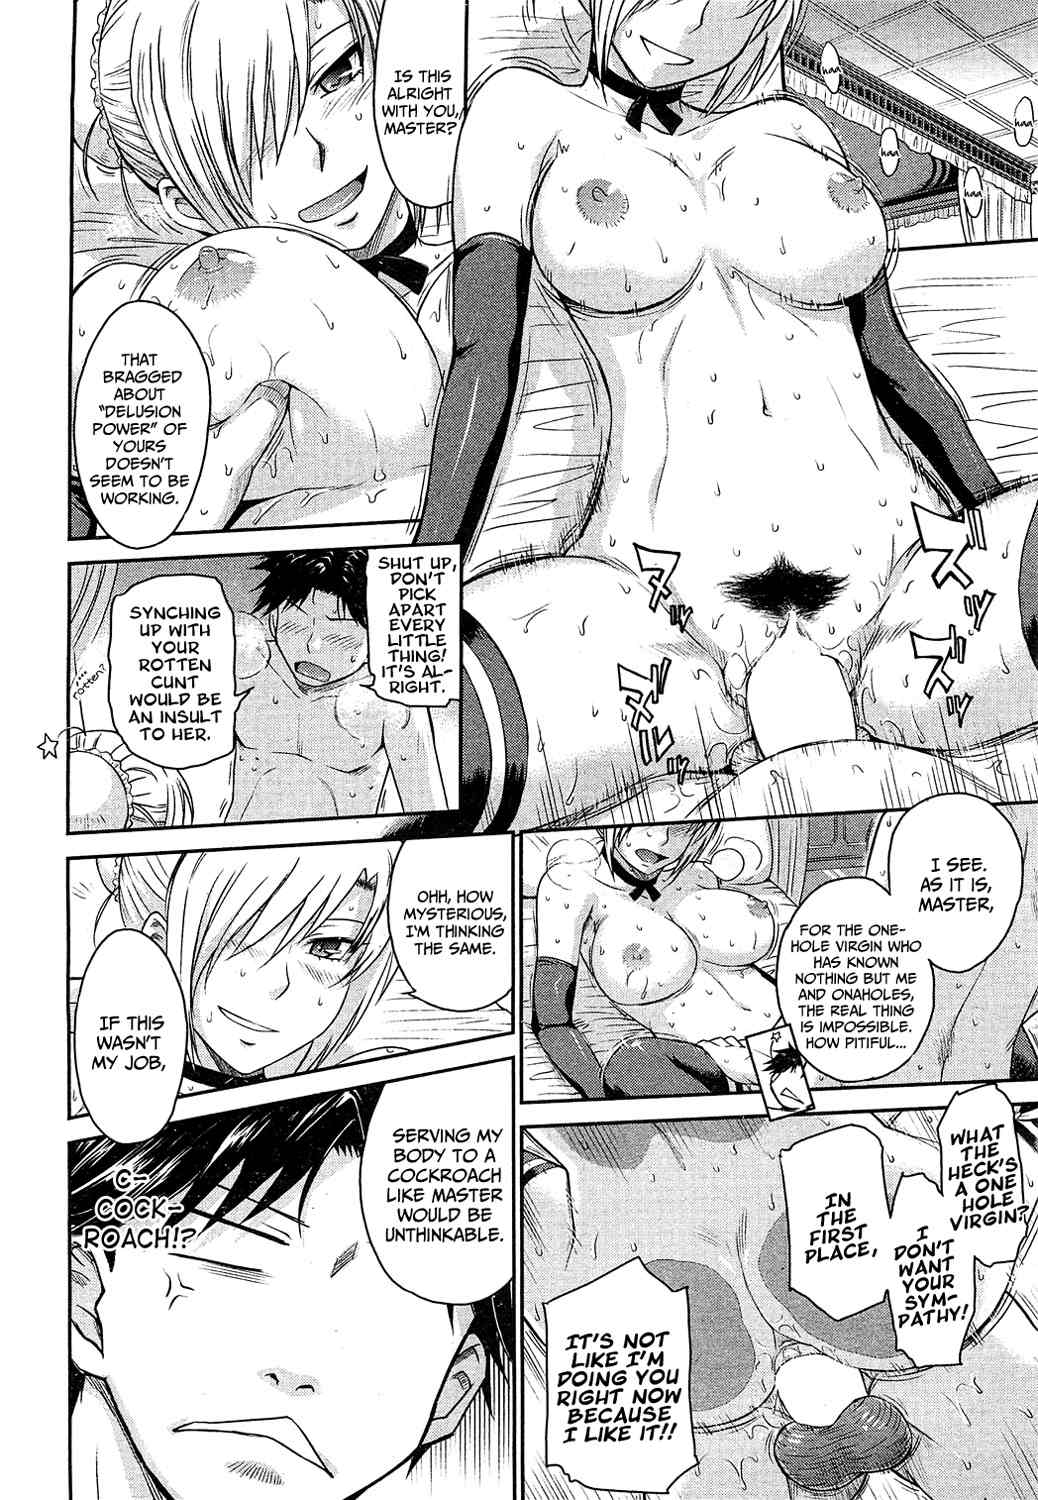 IS THIS
ALRIGHT
WITH YOU,
MASTER?
haa
haa
haa
haa
haa
THAT
BRAGGED
ABOUT
"DELUSION
POWER" OF
YOURS
DOESN'T
SEEM TO BE
WORKING.
SHUT UP,
DON'T
PICK
APART
EVERY
LITTLE
THING!
IT'S AL-
RIGHT.
SYNCHING
UP WITH
YOUR
ROTTEN
CUNT
WOULD BE
AN INSULT
TO HER.
....rotten?
I SEE.
AS IT IS,
MASTER,
FOR THE ONE-
HOLE VIRGIN WHO
HAS KNOWN
NOTHING BUT ME
AND ONAHOLES,
THE REAL THING
IS IMPOSSIBLE.
HOW PITIFUL...
WHAT
THE
HECK'S
A ONE
HOLE
VIRGIN?
I
DON'T
WANT
YOUR
SYM-
PATHY!
IN
THE
FIRST
PLACE,
IT'S NOT
LIKE I'M
DOING YOU
RIGHT NOW
BECAUSE
I LIKE IT!!
OHH, HOW
MYSTERIOUS,
I'M THINKING
THE SAME.
IF THIS
WASN'T
MY JOB,
SERVING MY
BODY TO A
COCKROACH
LIKE MASTER
WOULD BE
UNTHINKABLE.
C-
COCK-
ROACH!?